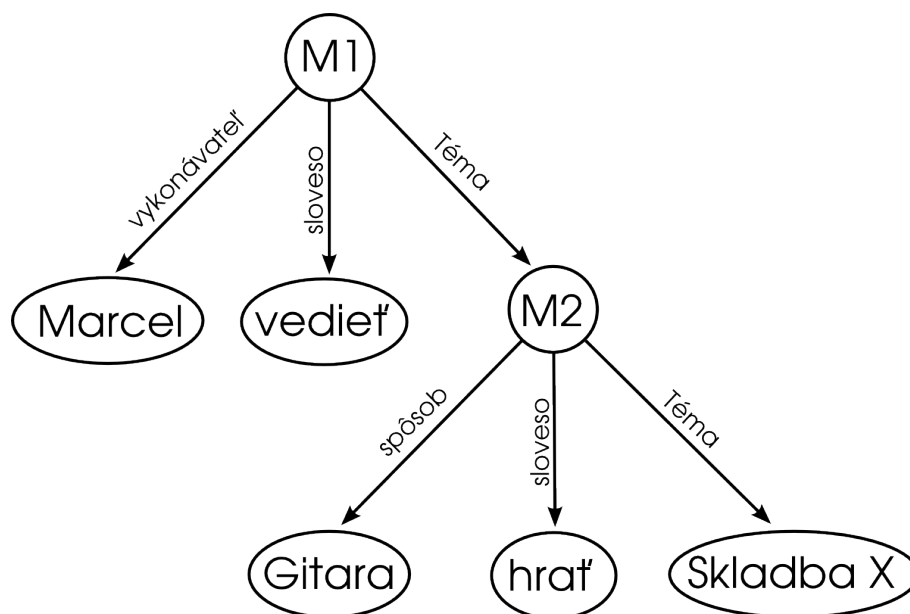 M1
vykonávateľ
sloveso
Téma
Marcel
vedieť
M2
spôsob
sloveso
Téma
Gitara
hrať
Skladba X